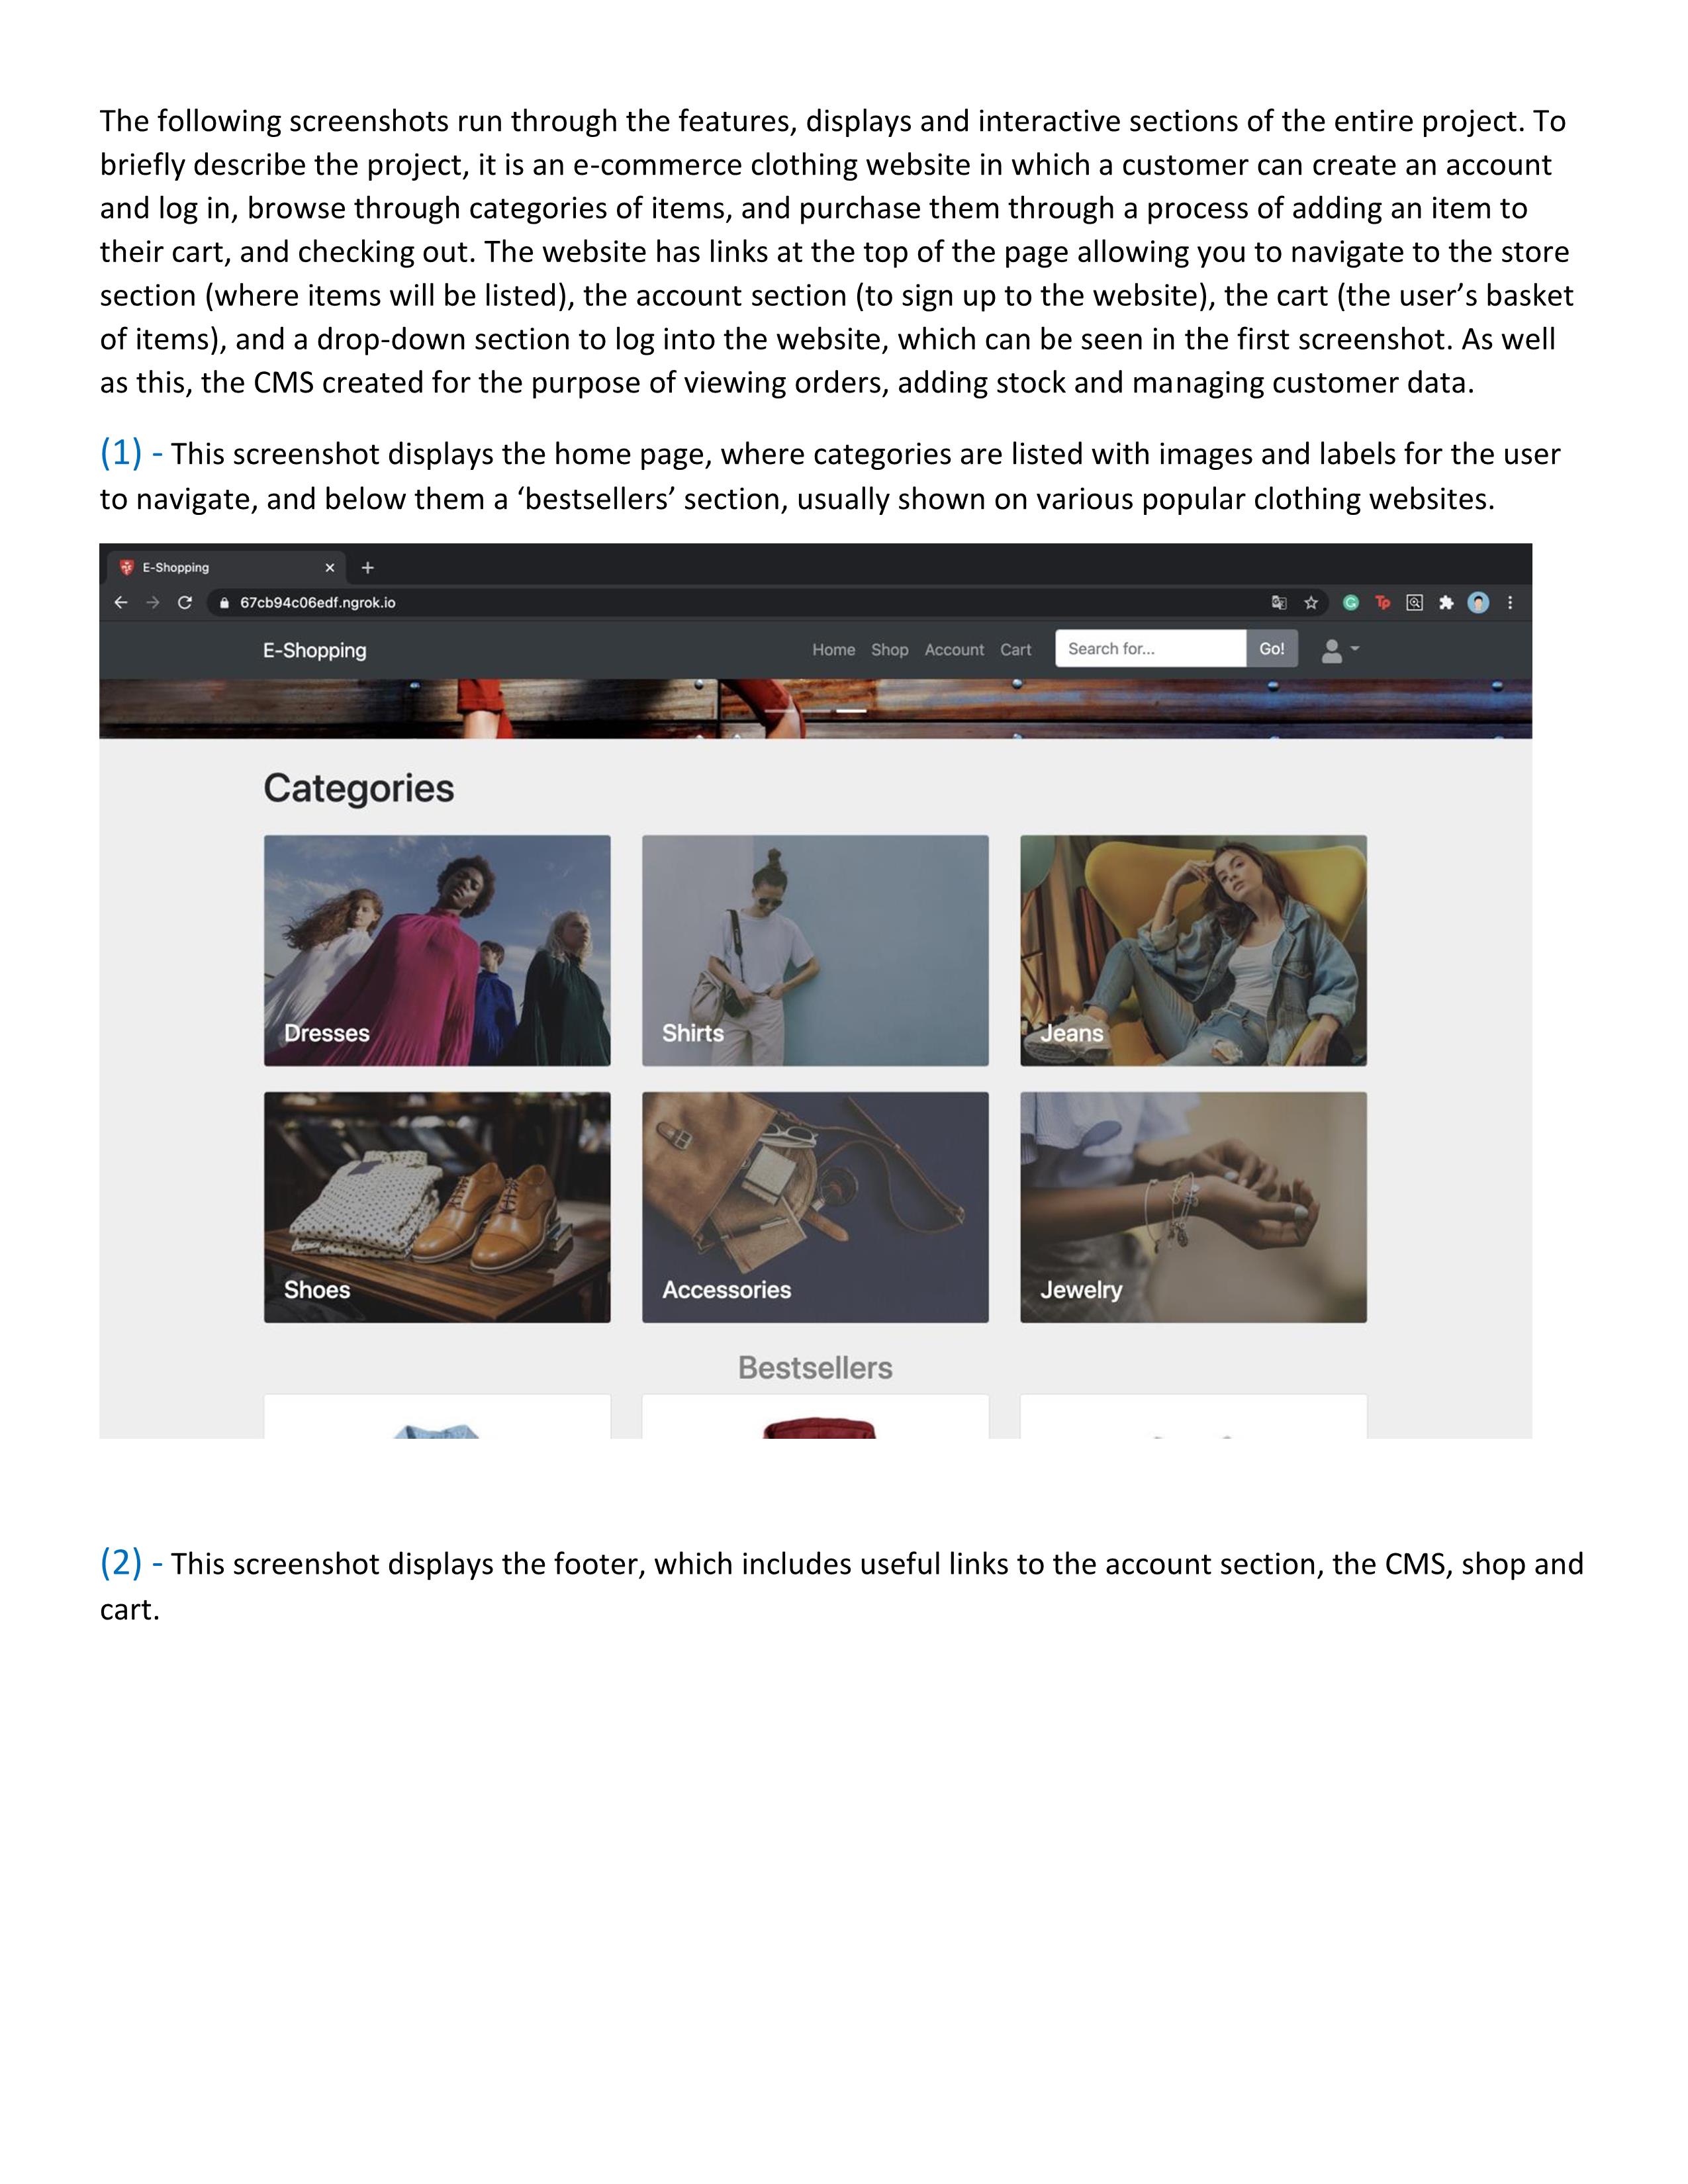 The following screenshots run through the features, displays and interactive sections of the entire project. To
briefly describe the project, it is an e-commerce clothing website in which a customer can create an account
and log in, browse through categories of items, and purchase them through a process of adding an item to
their cart, and checking out. The website has links at the top of the page allowing you to navigate to the store
section (where items will be listed), the account section (to sign up to the website), the cart (the user’s basket
of items), and a drop-down section to log into the website, which can be seen in the first screenshot. As well
as this, the CMS created for the purpose of viewing orders, adding stock and managing customer data.
(1) - This screenshot displays the home page, where categories are listed with images and labels for the user
to navigate, and below them a ‘bestsellers’ section, usually shown on various popular clothing websites.
E-Shopping
67cb94c06edf.ngrok.io
E-Shopping Home Shop Account Cart Search for... Go!
Categories
Dresses Shirts Jeans
Shoes Accessories Jewelry
Bestsellers
(2) - This screenshot displays the footer, which includes useful links to the account section, the CMS, shop and
cart.